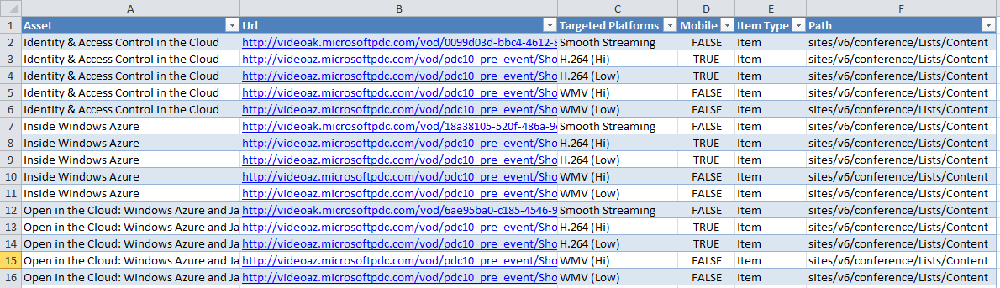 A B C D E F
1 Asset Url Targeted Platforms Mobile Item Type Path
2 Identity & Access Control in the Cloud http://videoak.microsoftpdc.com/vod/0099d03d-bbc4-4612-8 Smooth Streaming FALSE Item sites/v6/conference/Lists/Content
3 Identity & Access Control in the Cloud http://videoaz.microsoftpdc.com/vod/pdc10_pre_event/Sho H.264 (Hi) TRUE Item sites/v6/conference/Lists/Content
4 Identity & Access Control in the Cloud http://videoaz.microsoftpdc.com/vod/pdc10_pre_event/Sho H.264 (Low) TRUE Item sites/v6/conference/Lists/Content
5 Identity & Access Control in the Cloud http://videoaz.microsoftpdc.com/vod/pdc10_pre_event/Sho WMV (Hi) FALSE Item sites/v6/conference/Lists/Content
6 Identity & Access Control in the Cloud http://videoaz.microsoftpdc.com/vod/pdc10_pre_event/Sho WMV (Low) FALSE Item sites/v6/conference/Lists/Content
7 Inside Windows Azure http://videoak.microsoftpdc.com/vod/18a38105-520f-486a-9 Smooth Streaming FALSE Item sites/v6/conference/Lists/Content
8 Inside Windows Azure http://videoaz.microsoftpdc.com/vod/pdc10_pre_event/Sho H.264 (Hi) TRUE Item sites/v6/conference/Lists/Content
9 Inside Windows Azure http://videoaz.microsoftpdc.com/vod/pdc10_pre_event/Sho H.264 (Low) TRUE Item sites/v6/conference/Lists/Content
10 Inside Windows Azure http://videoaz.microsoftpdc.com/vod/pdc10_pre_event/Sho WMV (Hi) FALSE Item sites/v6/conference/Lists/Content
11 Inside Windows Azure http://videoaz.microsoftpdc.com/vod/pdc10_pre_event/Sho WMV (Low) FALSE Item sites/v6/conference/Lists/Content
12 Open in the Cloud: Windows Azure and Ja http://videoak.microsoftpdc.com/vod/6ae95ba0-c185-4546-9 Smooth Streaming FALSE Item sites/v6/conference/Lists/Content
13 Open in the Cloud: Windows Azure and Ja http://videoaz.microsoftpdc.com/vod/pdc10_pre_event/Sho H.264 (Hi) TRUE Item sites/v6/conference/Lists/Content
14 Open in the Cloud: Windows Azure and Ja http://videoaz.microsoftpdc.com/vod/pdc10_pre_event/Sho H.264 (Low) TRUE Item sites/v6/conference/Lists/Content
15 Open in the Cloud: Windows Azure and Ja http://videoaz.microsoftpdc.com/vod/pdc10_pre_event/Sho WMV (Hi) FALSE Item sites/v6/conference/Lists/Content
16 Open in the Cloud: Windows Azure and Ja http://videoaz.microsoftpdc.com/vod/pdc10_pre_event/Sho WMV (Low) FALSE Item sites/v6/conference/Lists/Content